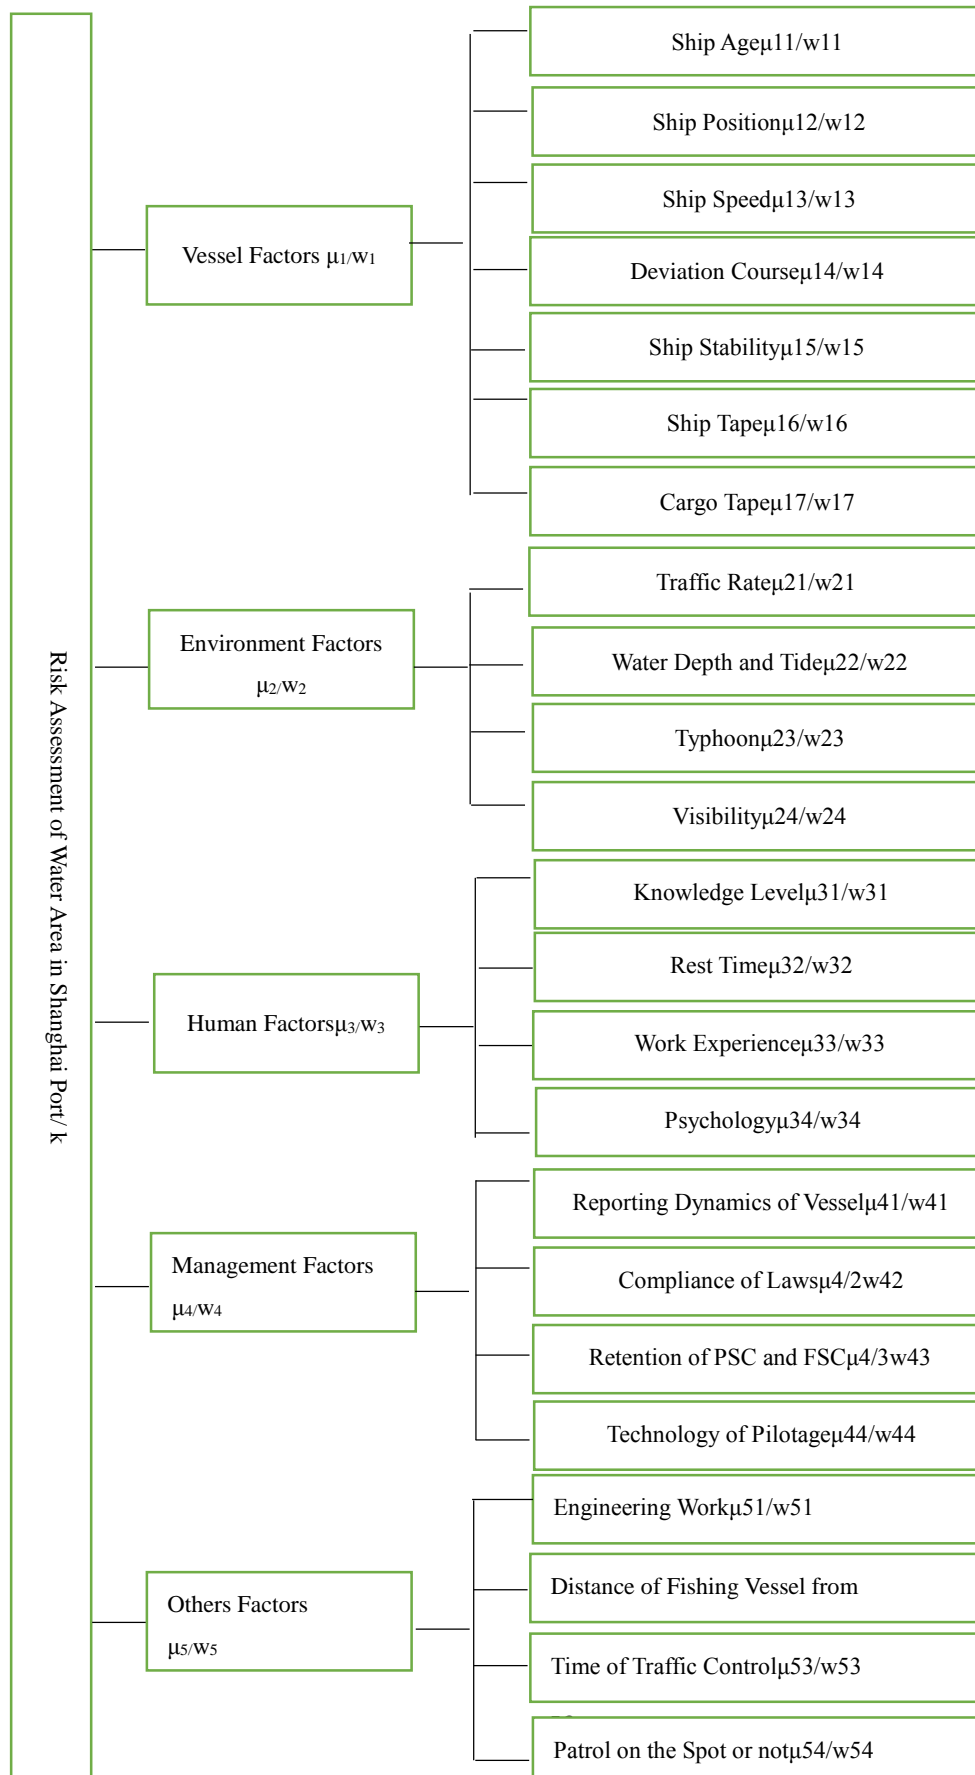 Risk Assessment of Water Area in Shanghai Port/ k
Vessel Factors μ1/w1
Ship Ageμ11/w11
Ship Positionμ12/w12
Ship Speedμ13/w13
Deviation Courseμ14/w14
Ship Stabilityμ15/w15
Ship Tapeμ16/w16
Cargo Tapeμ17/w17
Environment Factors
μ2/w2
Traffic Rateμ21/w21
Water Depth and Tideμ22/w22
Typhoonμ23/w23
Visibilityμ24/w24
Human Factorsμ3/w3
Knowledge Levelμ31/w31
Rest Timeμ32/w32
Work Experienceμ33/w33
Psychologyμ34/w34
Management Factors
μ4/w4
Reporting Dynamics of Vesselμ41/w41
Compliance of Lawsμ4/2w42
Retention of PSC and FSCμ4/3w43
Technology of Pilotageμ44/w44
Others Factors
μ5/w5
Engineering Workμ51/w51
Distance of Fishing Vessel from
Time of Traffic Controlμ53/w53
Patrol on the Spot or notμ54/w54